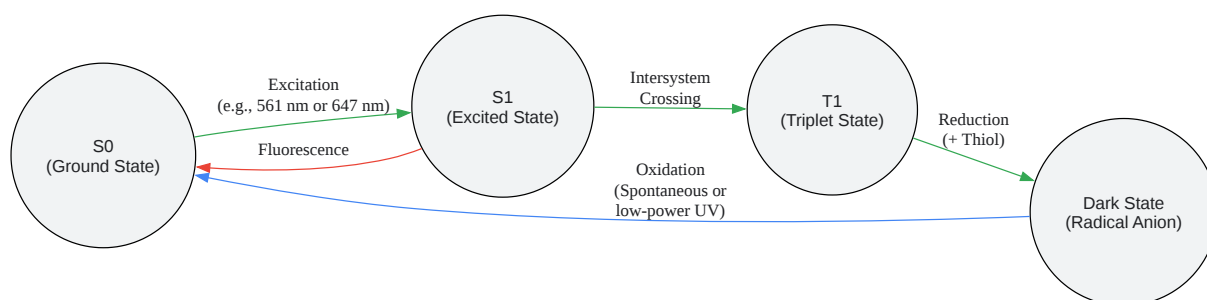 S0
(Ground State)
Excitation
(e.g., 561 nm or 647 nm)
Fluorescence
S1
(Excited State)
Intersystem
Crossing
T1
(Triplet State)
Reduction
(+ Thiol)
Oxidation
(Spontaneous or
low-power UV)
Dark State
(Radical Anion)